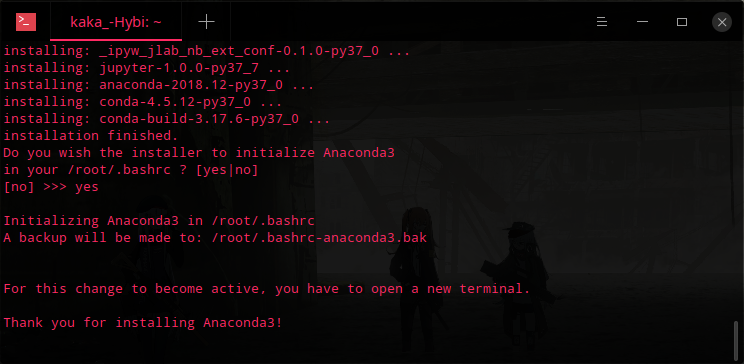 kaka_-Hybi: ~
installing: _ipyw_jlab_nb_ext_conf-0.1.0-py37_0 ...
installing: jupyter-1.0.0-py37_7 ...
installing: anaconda-2018.12-py37_0 ...
installing: conda-4.5.12-py37_0 ...
installing: conda-build-3.17.6-py37_0 ...
installation finished.
Do you wish the installer to initialize Anaconda3
in your /root/.bashrc ? [yes|no]
[no] >>> yes
Initializing Anaconda3 in /root/.bashrc
A backup will be made to: /root/.bashrc-anaconda3.bak
For this change to become active, you have to open a new terminal.
Thank you for installing Anaconda3!